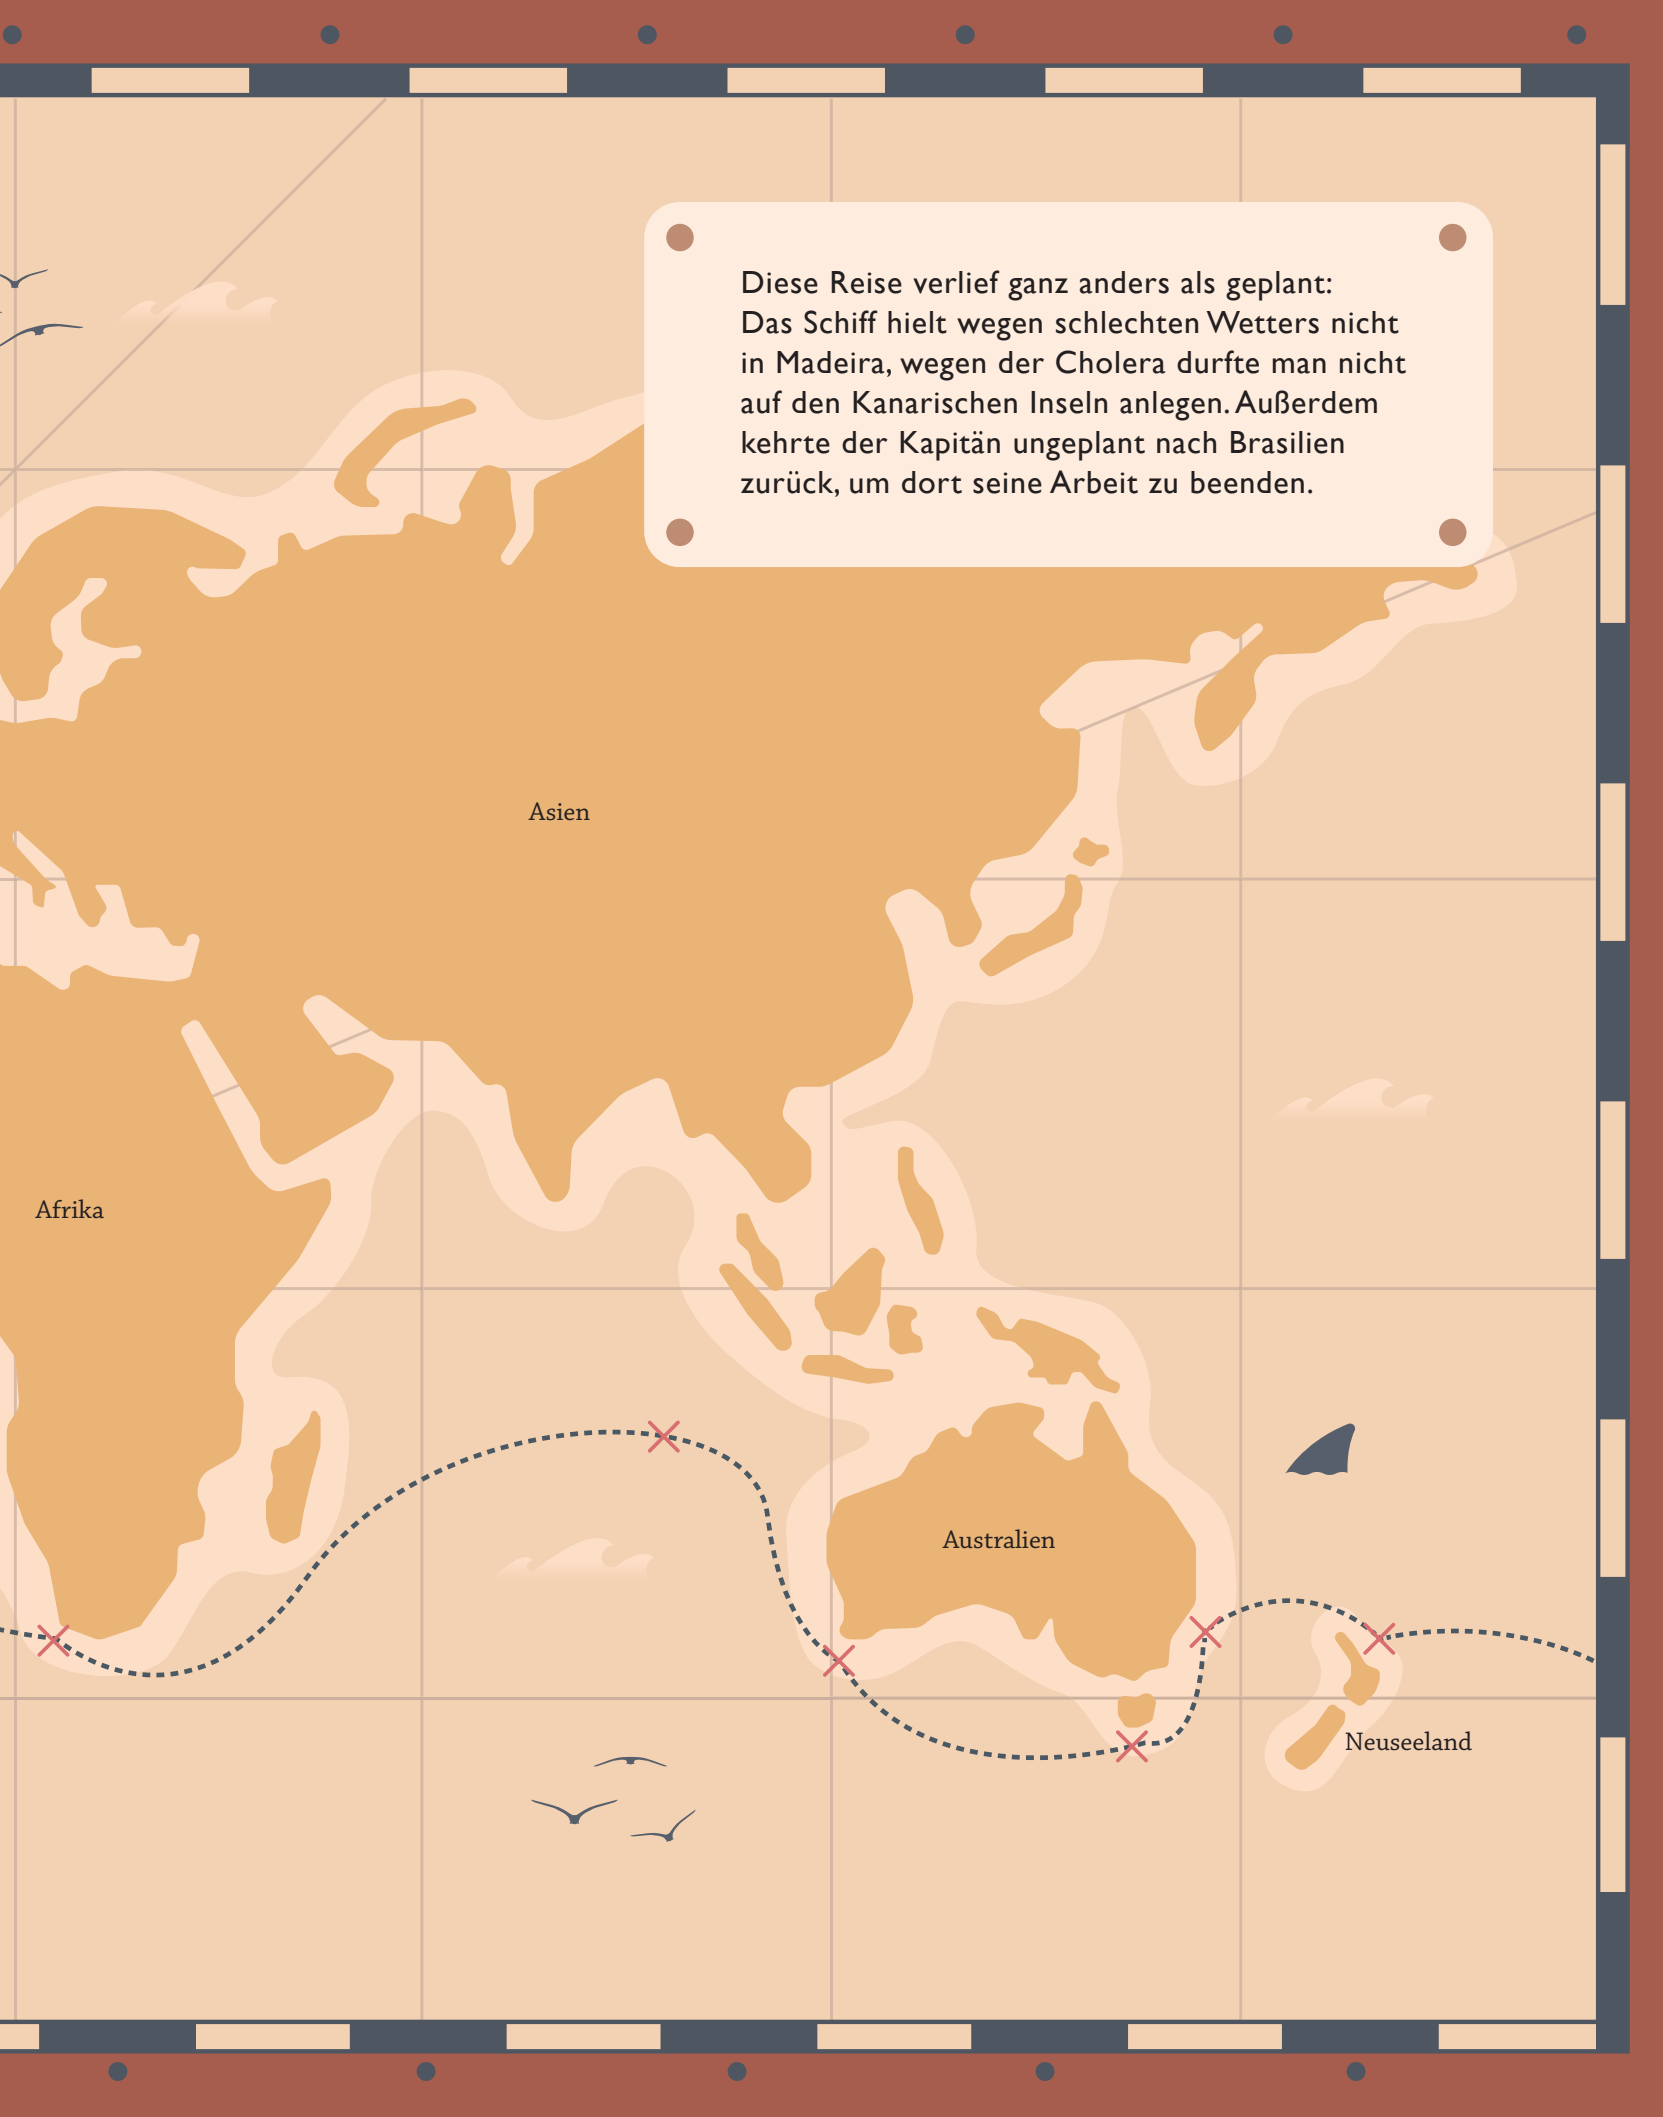 Diese Reise verlief ganz anders als geplant:
Das Schiff hielt wegen schlechten Wetters nicht
in Madeira, wegen der Cholera durfte man nicht
auf den Kanarischen Inseln anlegen. Außerdem
kehrte der Kapitän ungeplant nach Brasilien
zurück, um dort seine Arbeit zu beenden.
Asien
Afrika
Australien
Neuseeland